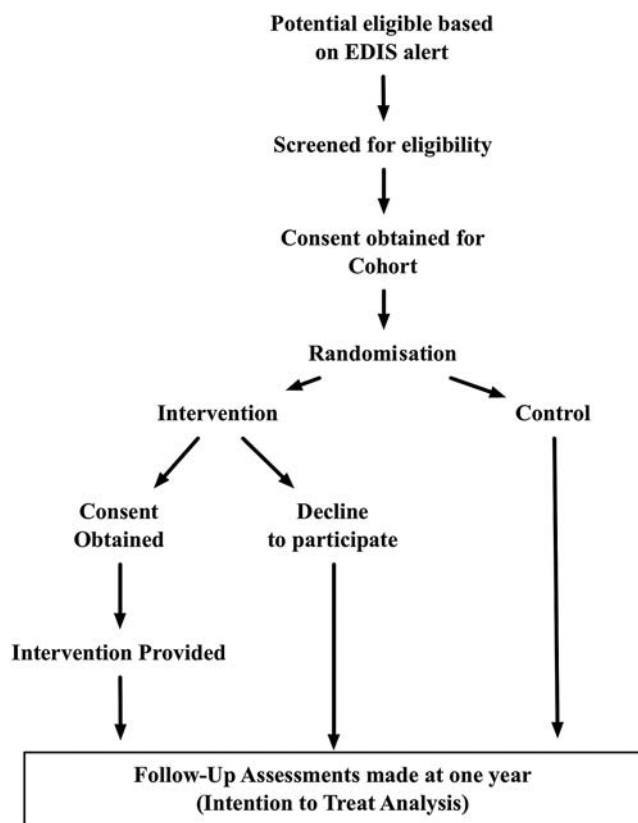 Potential eligible based
on EDIS alert
Screened for eligibility
Consent obtained for
Cohort
Randomisation
Intervention
Control
Consent
Obtained
Decline
to participate
Intervention Provided
Follow-Up Assessments made at one year
(Intention to Treat Analysis)